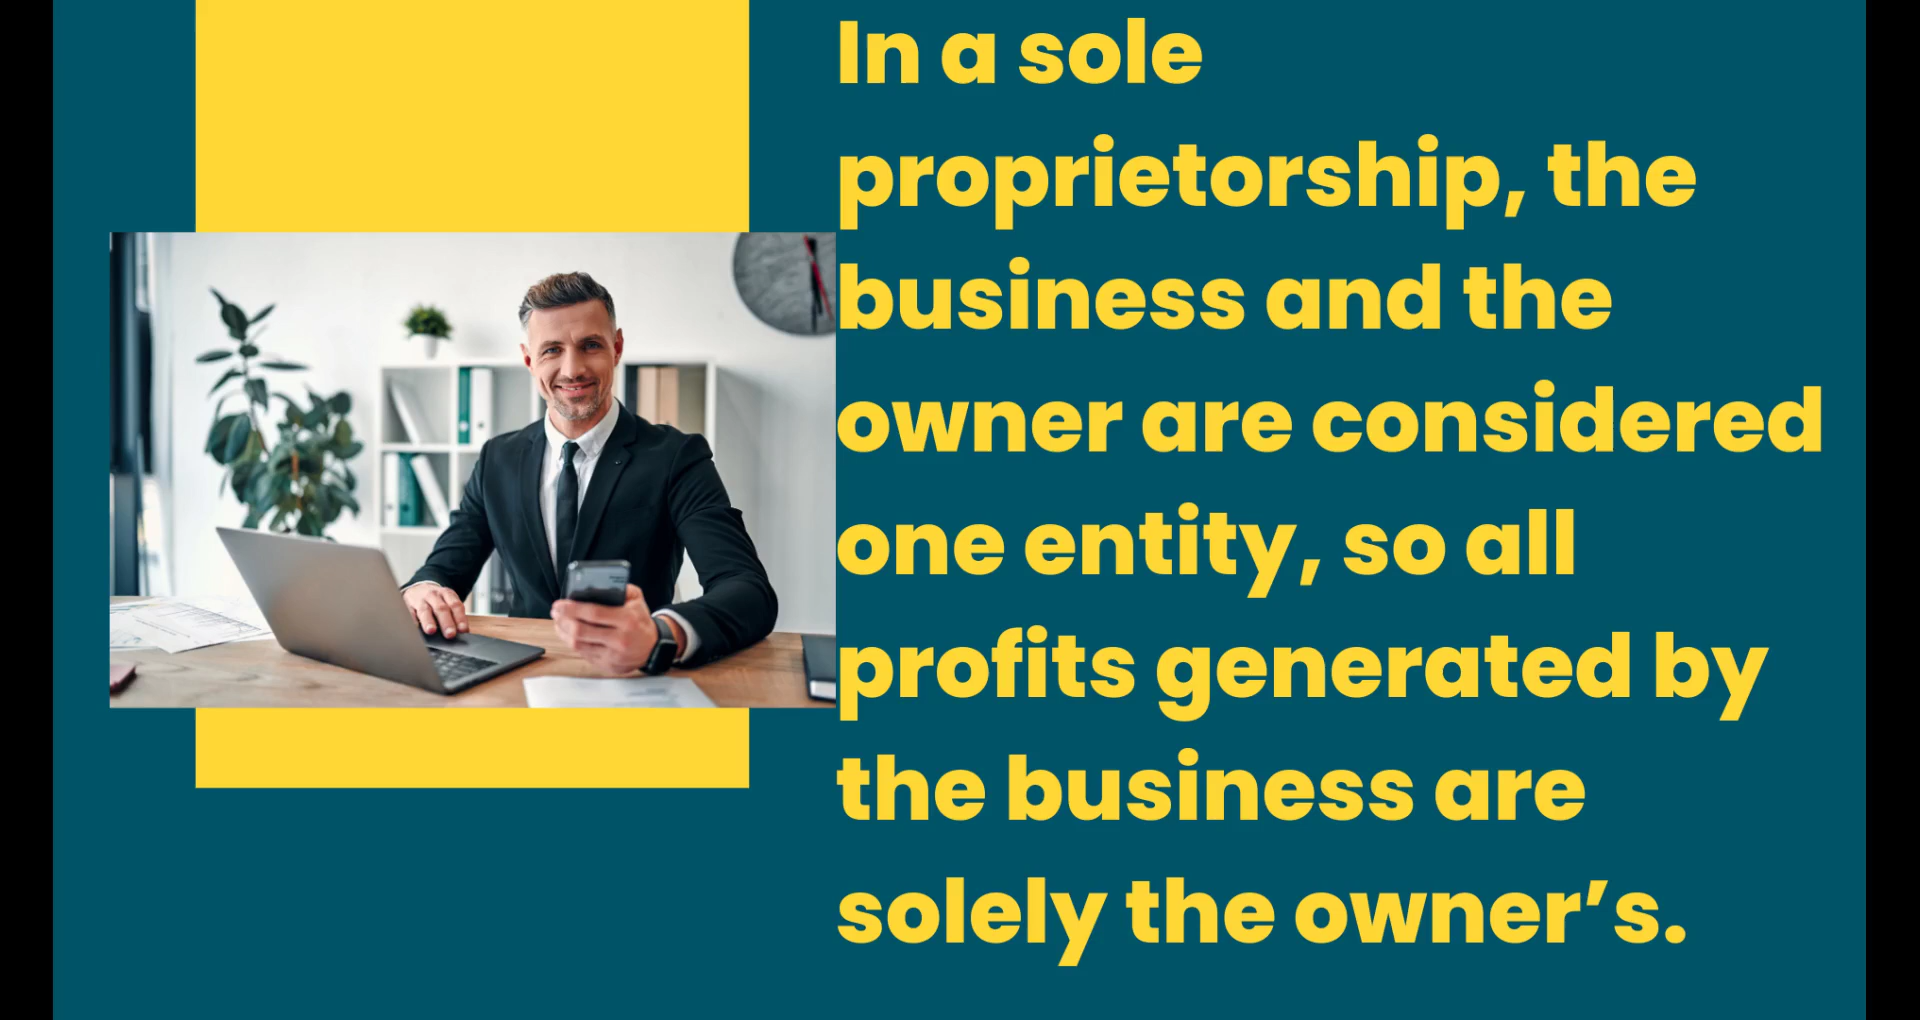 In a sole
proprietorship, the
business and the
owner are considered
one entity, so all
profits generated by
the business are
solely the owner’s.